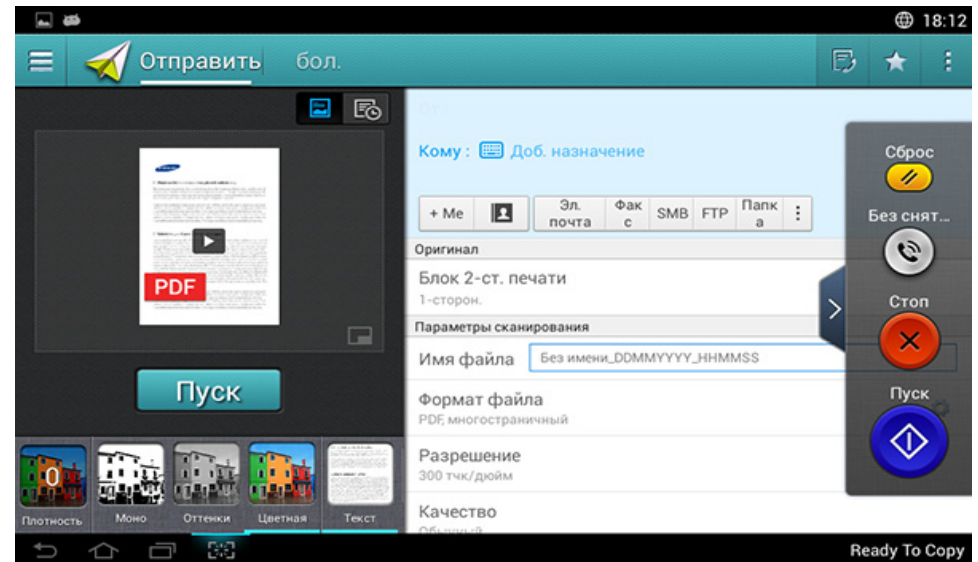 18:12
Отправить бол.
Кому : Доб. назначение
+ Me
Эл. почта
Фак с
SMB
FTP
Папк а
Оригинал
Блок 2-ст. печати
1-сторон.
Параметры сканирования
Имя файла Без имени_DDMMYYYY_HHMMSS
Формат файла
PDF, многостраничный
Разрешение
300 тчк/дюйм
Качество
Обычный
PDF
Пуск
0
Плотность
Моно
Оттенки
Цветная
Текст
Сброс
Без снят...
Стоп
Пуск
Ready To Copy